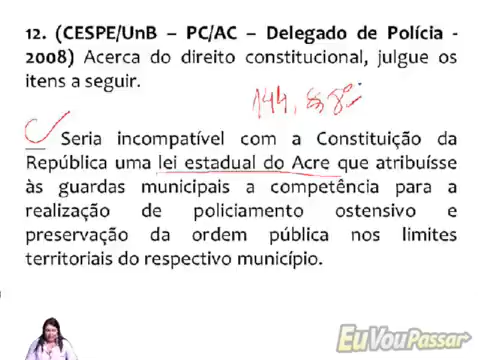 12. (CESPE/UnB – PC/AC – Delegado de Polícia -
2008) Acerca do direito constitucional, julgue os
itens a seguir.
144, § 8º
__ Seria incompatível com a Constituição da
República uma lei estadual do Acre que atribuísse
às guardas municipais a competência para a
realização de policiamento ostensivo e
preservação da ordem pública nos limites
territoriais do respectivo município.
EuVouPassar